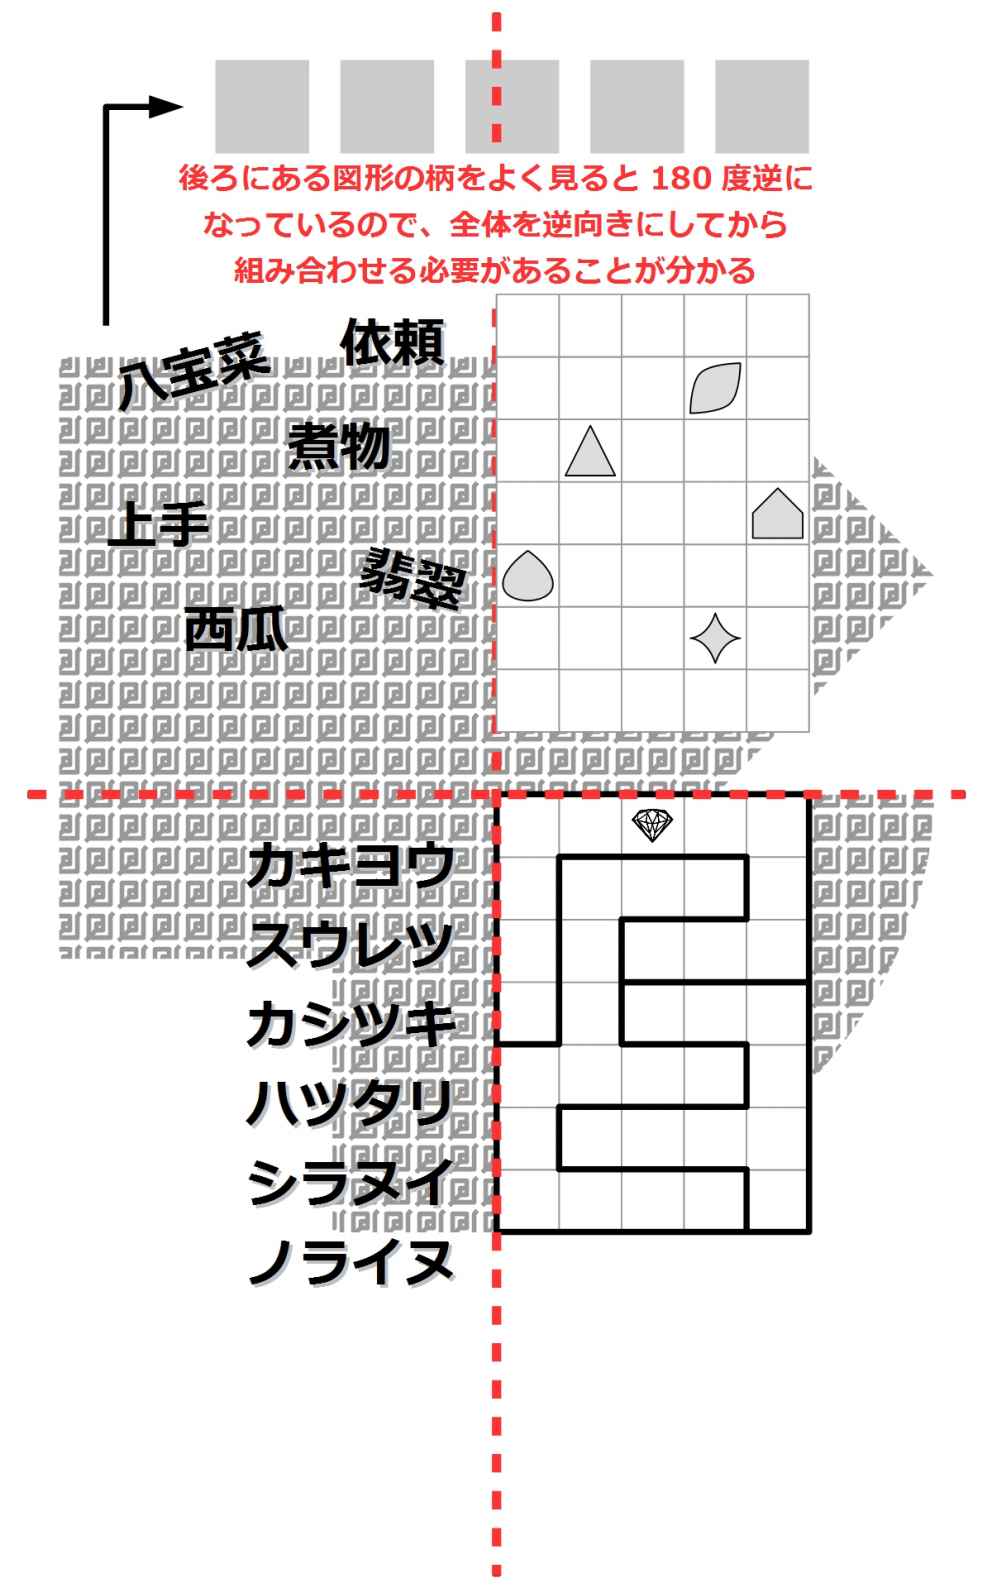 後ろにある図形の柄をよく見ると 180 度逆に
なっているので、全体を逆向きにしてから
組み合わせる必要があることが分かる
依頼
八宝菜
煮物
上手
翡翠
西瓜
カキヨウ
スウレツ
カシツキ
ハツタリ
シラヌイ
ノライヌ